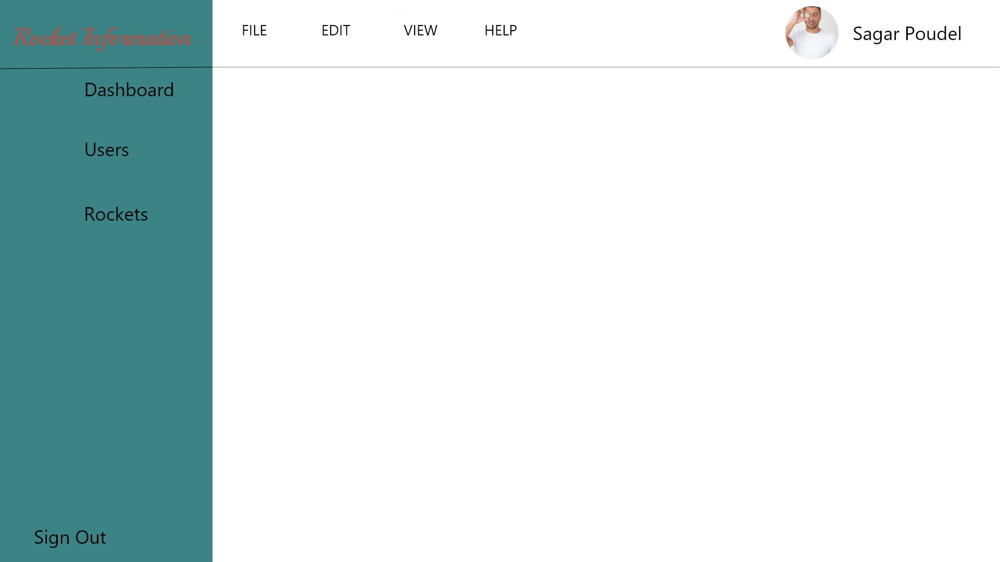 Rocket Information
FILE
EDIT
VIEW
HELP
Sagar Poudel
Dashboard
Users
Rockets
Sign Out